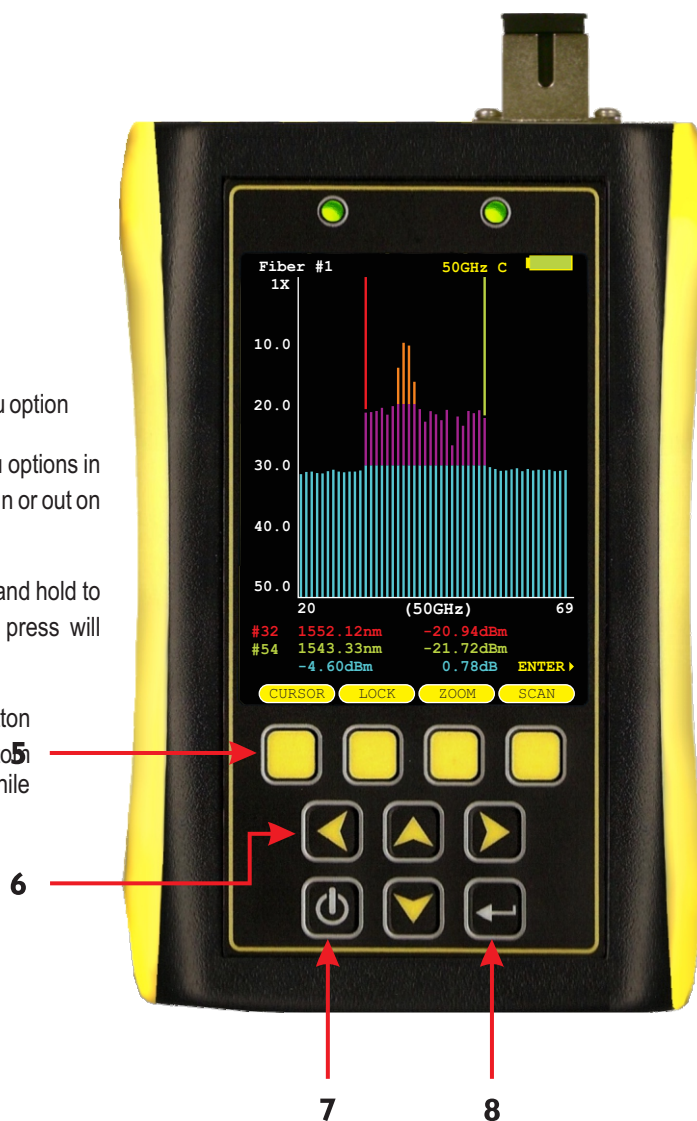 Fiber #1 50GHz C
1X
10.0
20.0
30.0
40.0
50.0
20 (50GHz) 69
#32 1552.12nm -20.94dBm
#54 1543.33nm -21.72dBm
-4.60dBm 0.78dB ENTER
CURSOR LOCK ZOOM SCAN
option
options in
or out on
and hold to
press will
5
6
7 8